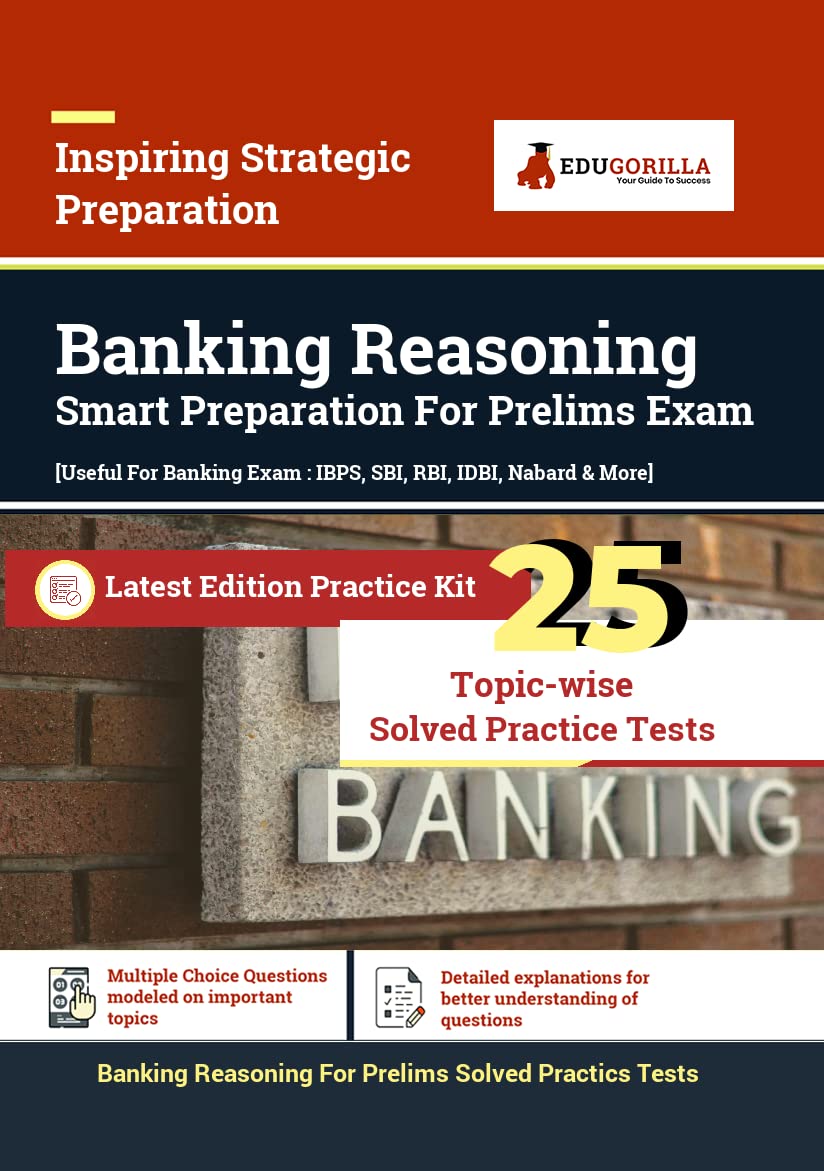 Inspiring Strategic
Preparation
EDUGORILLA
Your Guide To Success
Banking Reasoning
Smart Preparation For Prelims Exam
[Useful For Banking Exam : IBPS, SBI, RBI, IDBI, Nabard & More]
Latest Edition Practice Kit
25
Topic-wise
Solved Practice Tests
BANKING
01
02
03
Multiple Choice Questions
modeled on important
topics
Detailed explanations for
better understanding of
questions
Banking Reasoning For Prelims Solved Practics Tests